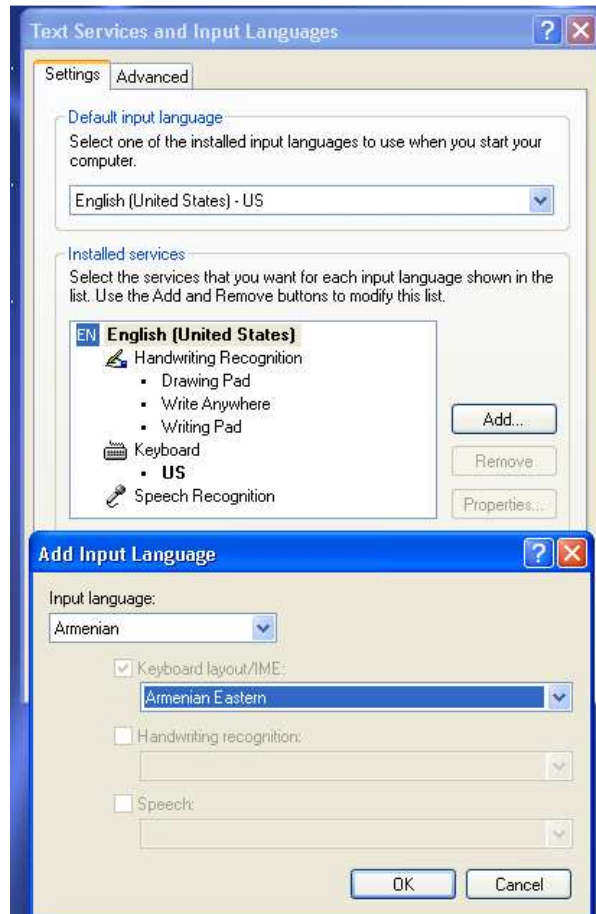 Text Services and Input Languages
Settings
Advanced
Default input language
Select one of the installed input languages to use when you start your
computer.
English (United States) - US
Installed services
Select the services that you want for each input language shown in the
list. Use the Add and Remove buttons to modify this list.
EN English (United States)
Handwriting Recognition
• Drawing Pad
• Write Anywhere
• Writing Pad
Keyboard
• US
Speech Recognition
Add...
Remove
Properties...
Add Input Language
Input language:
Armenian
Keyboard layout/IME:
Armenian Eastern
Handwriting recognition:
Speech:
OK
Cancel